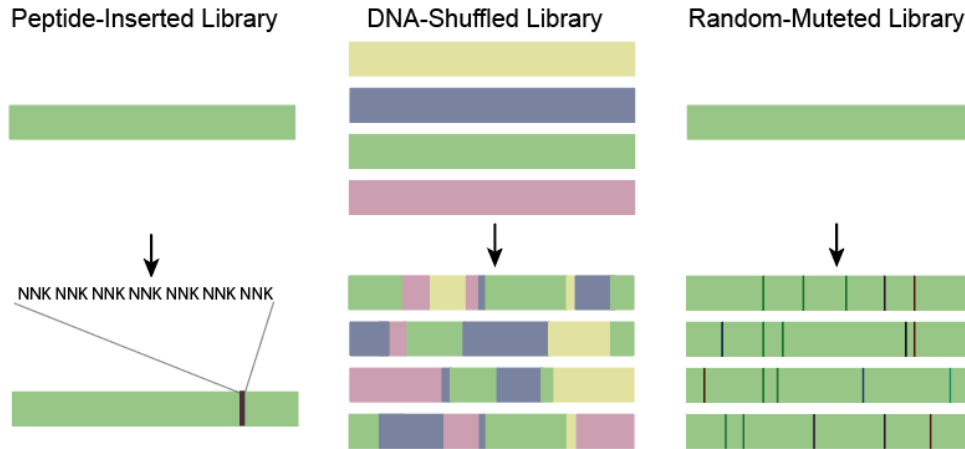 Peptide-Inserted Library
DNA-Shuffled Library
Random-Muteted Library
NNK NNK NNK NNK NNK NNK NNK